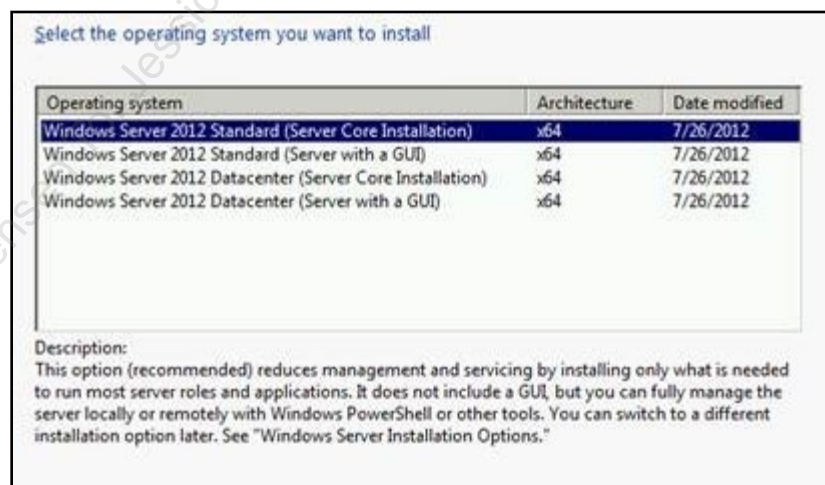 Select the operating system you want to install
Operating system Architecture Date modified
Windows Server 2012 Standard (Server Core Installation) x64 7/26/2012
Windows Server 2012 Standard (Server with a GUI) x64 7/26/2012
Windows Server 2012 Datacenter (Server Core Installation) x64 7/26/2012
Windows Server 2012 Datacenter (Server with a GUI) x64 7/26/2012
Description:
This option (recommended) reduces management and servicing by installing only what is needed
to run most server roles and applications. It does not include a GUI, but you can fully manage the
server locally or remotely with Windows PowerShell or other tools. You can switch to a different
installation option later. See "Windows Server Installation Options."